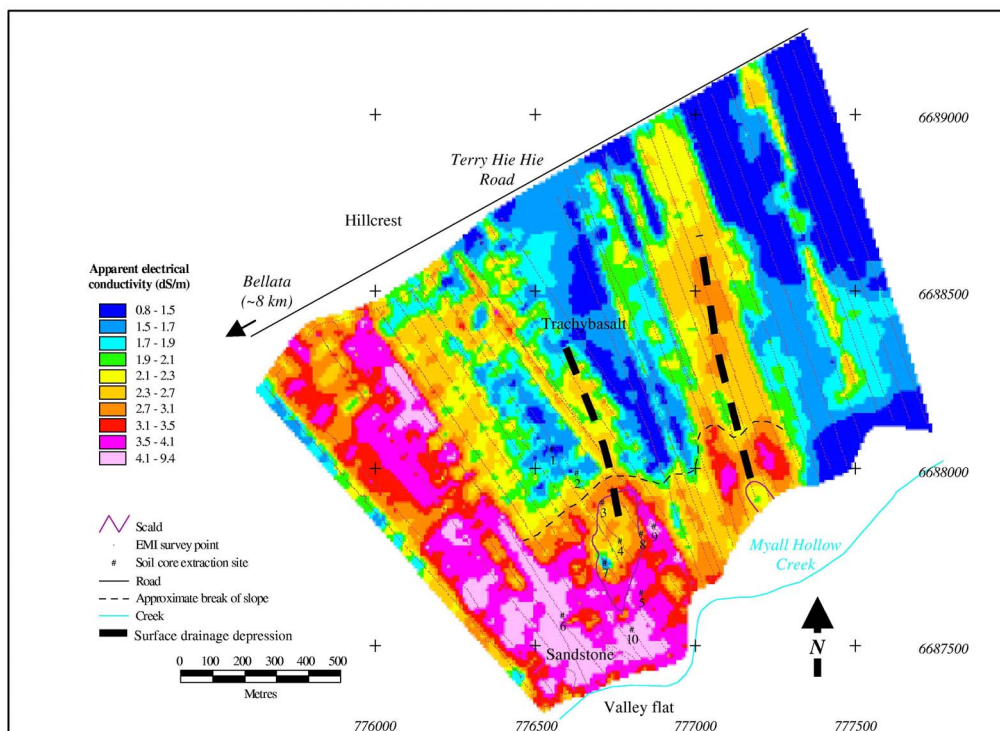 6689000
Terry Hie Hie
Road
Hillcrest
Apparent electrical
conductivity (dS/m)
0.8 - 1.5
1.5 - 1.7
1.7 - 1.9
1.9 - 2.1
2.1 - 2.3
2.3 - 2.7
2.7 - 3.1
3.1 - 3.5
3.5 - 4.1
4.1 - 9.4
Bellata
(~8 km)
6688500
Trachybasalt
6688000
# 1
# 2
# 3
# 4
# 5
# 6
# 7
# 8
# 9
# 10
Myall Hollow
Creek
Scald
EMI survey point
# Soil core extraction site
Road
Approximate break of slope
Creek
Surface drainage depression
0 100 200 300 400 500
Metres
Sandstone
6687500
N
Valley flat
776000
776500
777000
777500